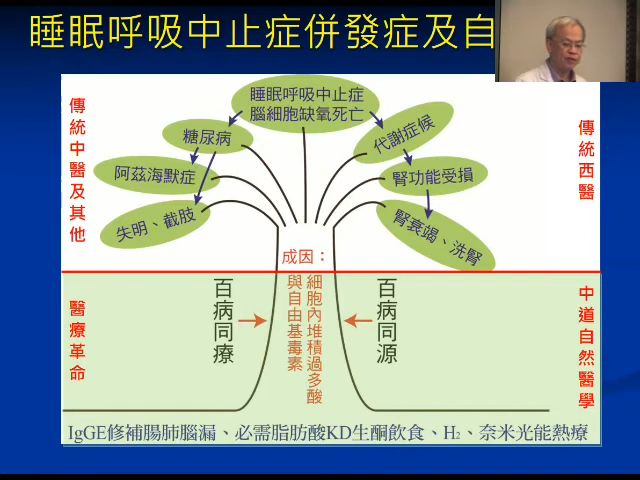 睡眠呼吸中止症併發症及自
睡眠呼吸中止症
腦細胞缺氧死亡
糖尿病
代謝症候
阿茲海默症
腎功能受損
失明、截肢
腎衰竭、洗腎
傳統中醫及其他
傳統西醫
成因：
細胞內堆積過多酸
與自由基毒素
百病同療
百病同源
醫療革命
中道自然醫學
IgGE修補腸肺腦漏、必需脂肪酸KD生酮飲食、H2、奈米光能熱療